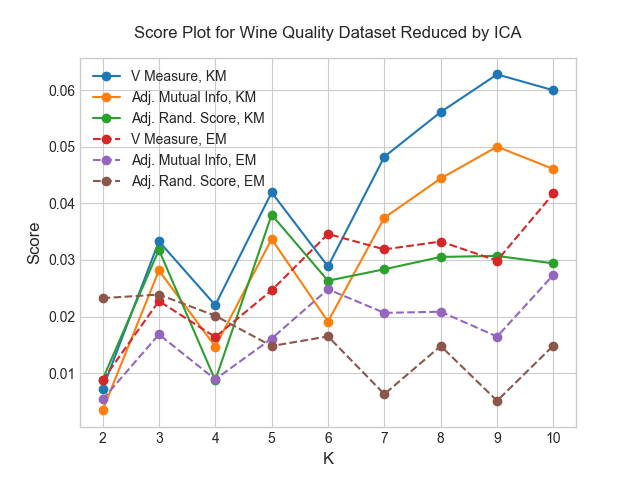 Score Plot for Wine Quality Dataset Reduced by ICA
V Measure, KM
Adj. Mutual Info, KM
Adj. Rand. Score, KM
V Measure, EM
Adj. Mutual Info, EM
Adj. Rand. Score, EM
0.06
0.05
0.04
0.03
0.02
0.01
Score
2 3 4 5 6 7 8 9 10
K